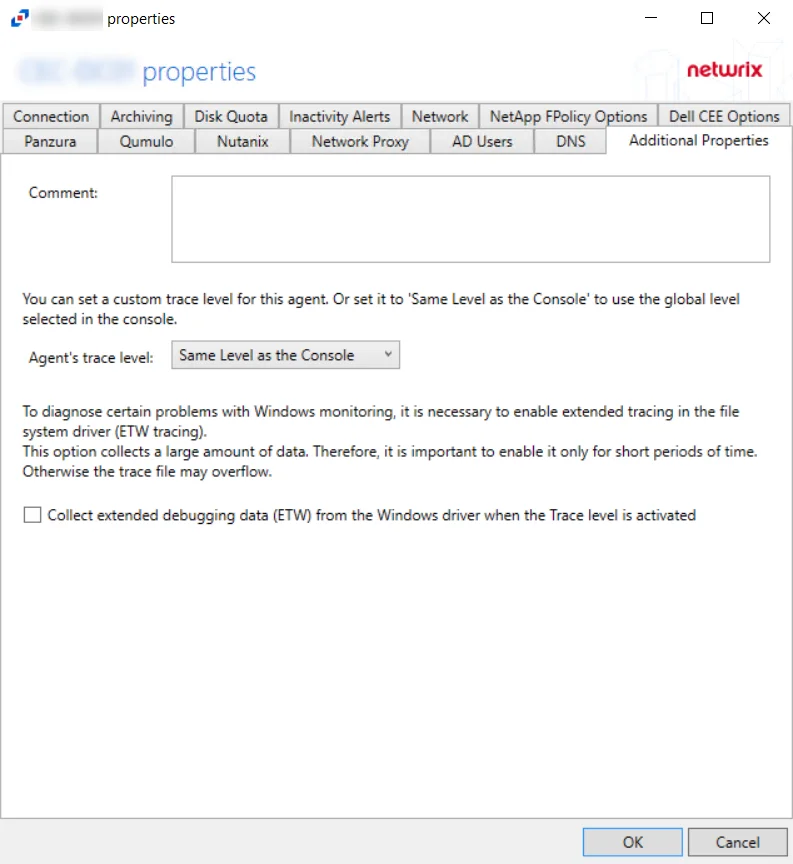 properties
properties
netwrix
Connection Archiving Disk Quota Inactivity Alerts Network NetApp FPolicy Options Dell CEE Options
Panzura Qumulo Nutanix Network Proxy AD Users DNS Additional Properties
Comment:
You can set a custom trace level for this agent. Or set it to 'Same Level as the Console' to use the global level
selected in the console.
Agent's trace level: Same Level as the Console
To diagnose certain problems with Windows monitoring, it is necessary to enable extended tracing in the file
system driver (ETW tracing).
This option collects a large amount of data. Therefore, it is important to enable it only for short periods of time.
Otherwise the trace file may overflow.
Collect extended debugging data (ETW) from the Windows driver when the Trace level is activated
OK Cancel